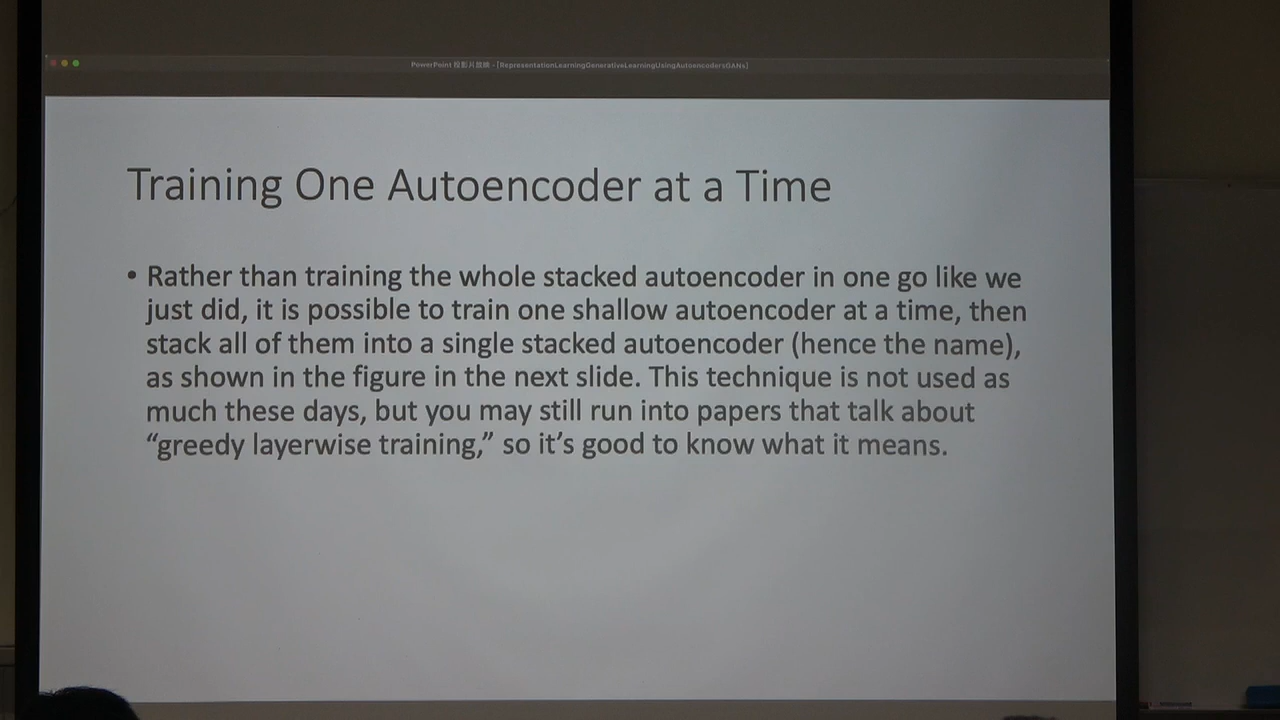 PowerPoint 投影片放映 - [RepresentationLearningGenerativeLearningUsingAutoencodersGANs]
Training One Autoencoder at a Time
• Rather than training the whole stacked autoencoder in one go like we
just did, it is possible to train one shallow autoencoder at a time, then
stack all of them into a single stacked autoencoder (hence the name),
as shown in the figure in the next slide. This technique is not used as
much these days, but you may still run into papers that talk about
“greedy layerwise training,” so it’s good to know what it means.